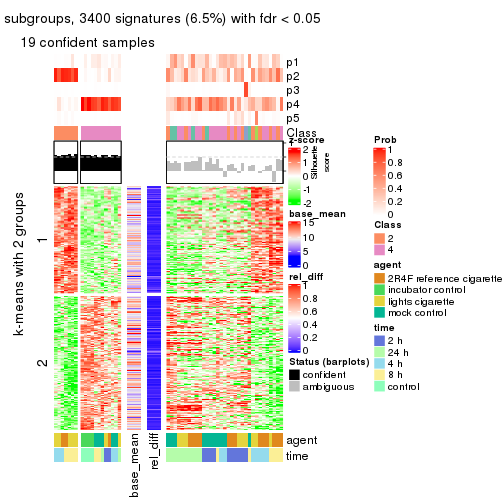 subgroups, 3400 signatures (6.5%) with fdr < 0.05
19 confident samples
p1
p2
p3
p4
p5
Class
1
Silhouette
score
k-means with 2 groups
1
2
base_mean
rel_diff
agent
time
z-score
2
1
0
-1
-2
base_mean
15
10
5
0
rel_diff
1
0.8
0.6
0.4
0.2
0
Status (barplots)
confident
ambiguous
Prob
1
0.8
0.6
0.4
0.2
0
Class
2
4
agent
2R4F reference cigarette
incubator control
lights cigarette
mock control
time
2 h
24 h
4 h
8 h
control